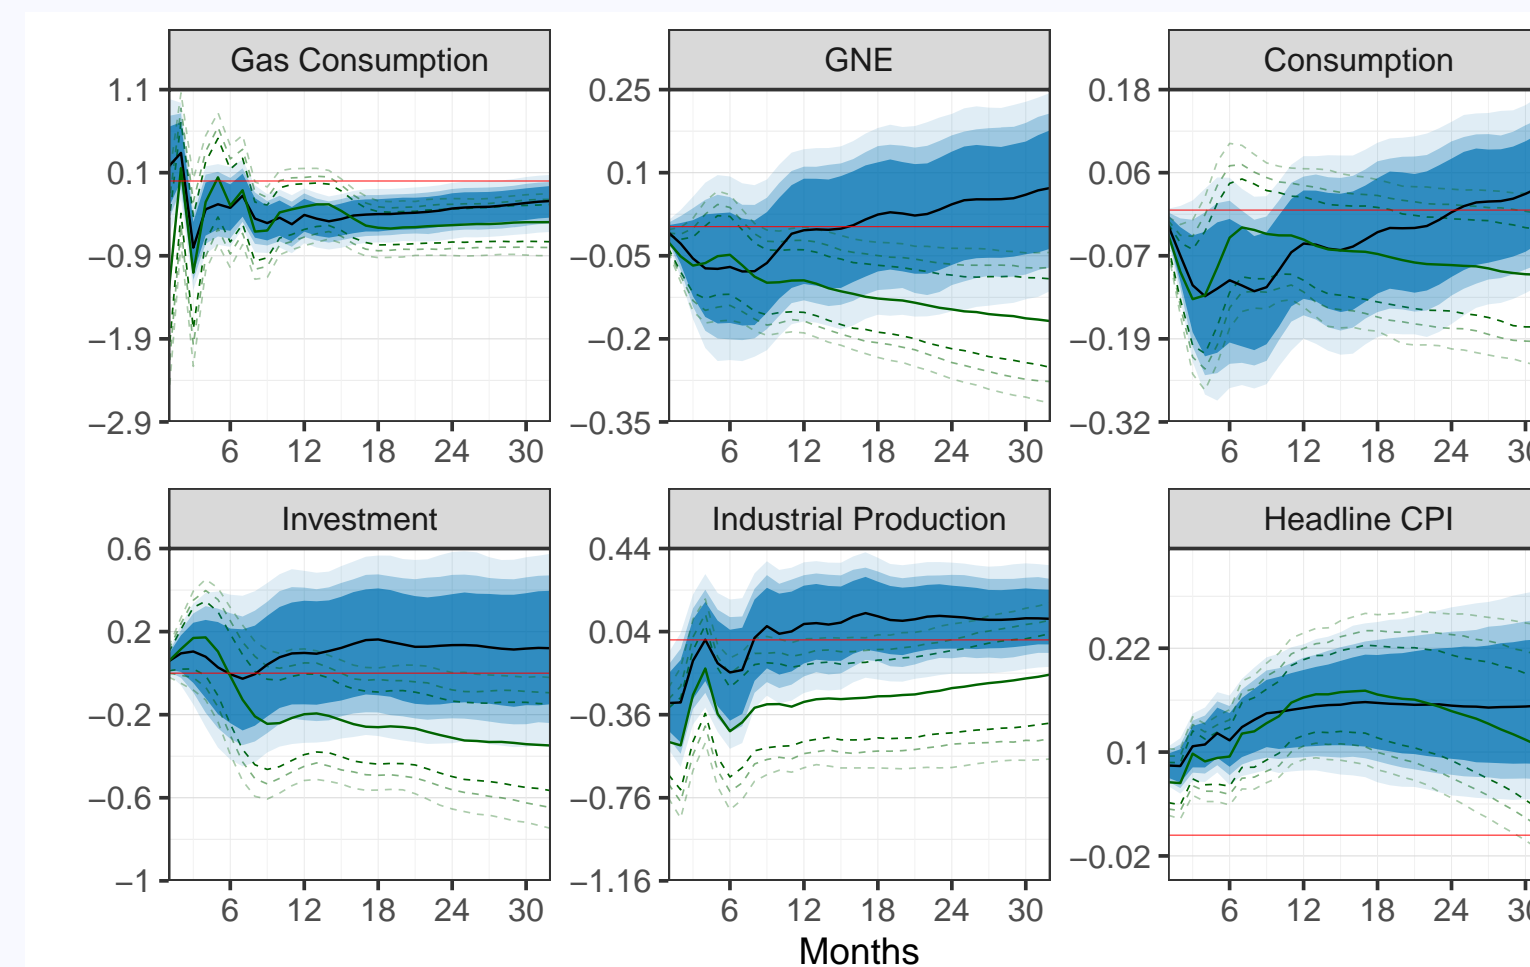 Gas Consumption GNE Consumption
1.1 0.25 0.18
0.1 0.1 0.06
−0.9 −0.05 −0.07
−1.9 −0.2 −0.19
−2.9 −0.35 −0.32
6 12 18 24 30 6 12 18 24 30 6 12 18 24
Investment Industrial Production Headline CPI
0.6 0.44
0.2 0.04 0.22
−0.2 −0.36 0.1
−0.6 −0.76
−1 −1.16 −0.02
6 12 18 24 30 6 12 18 24 30 6 12 18 24
Months